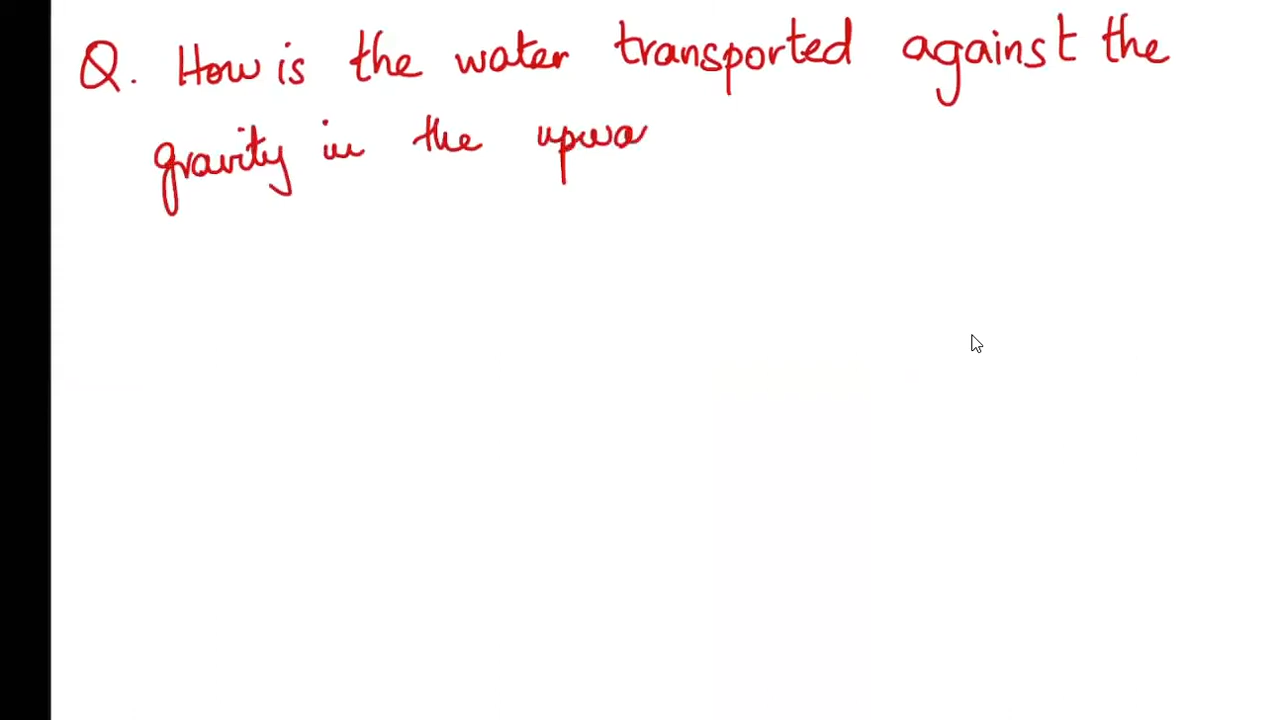 Q. How is the water transported against the
gravity in the upwa